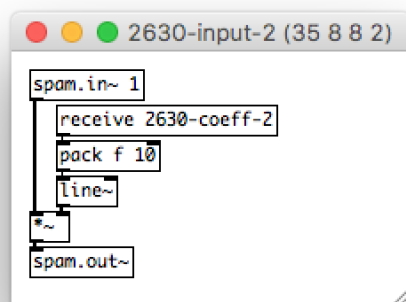 2630-input-2 (35 8 8 2)
spam.in~ 1
receive 2630-coeff-2
pack f 10
line~
*~
spam.out~